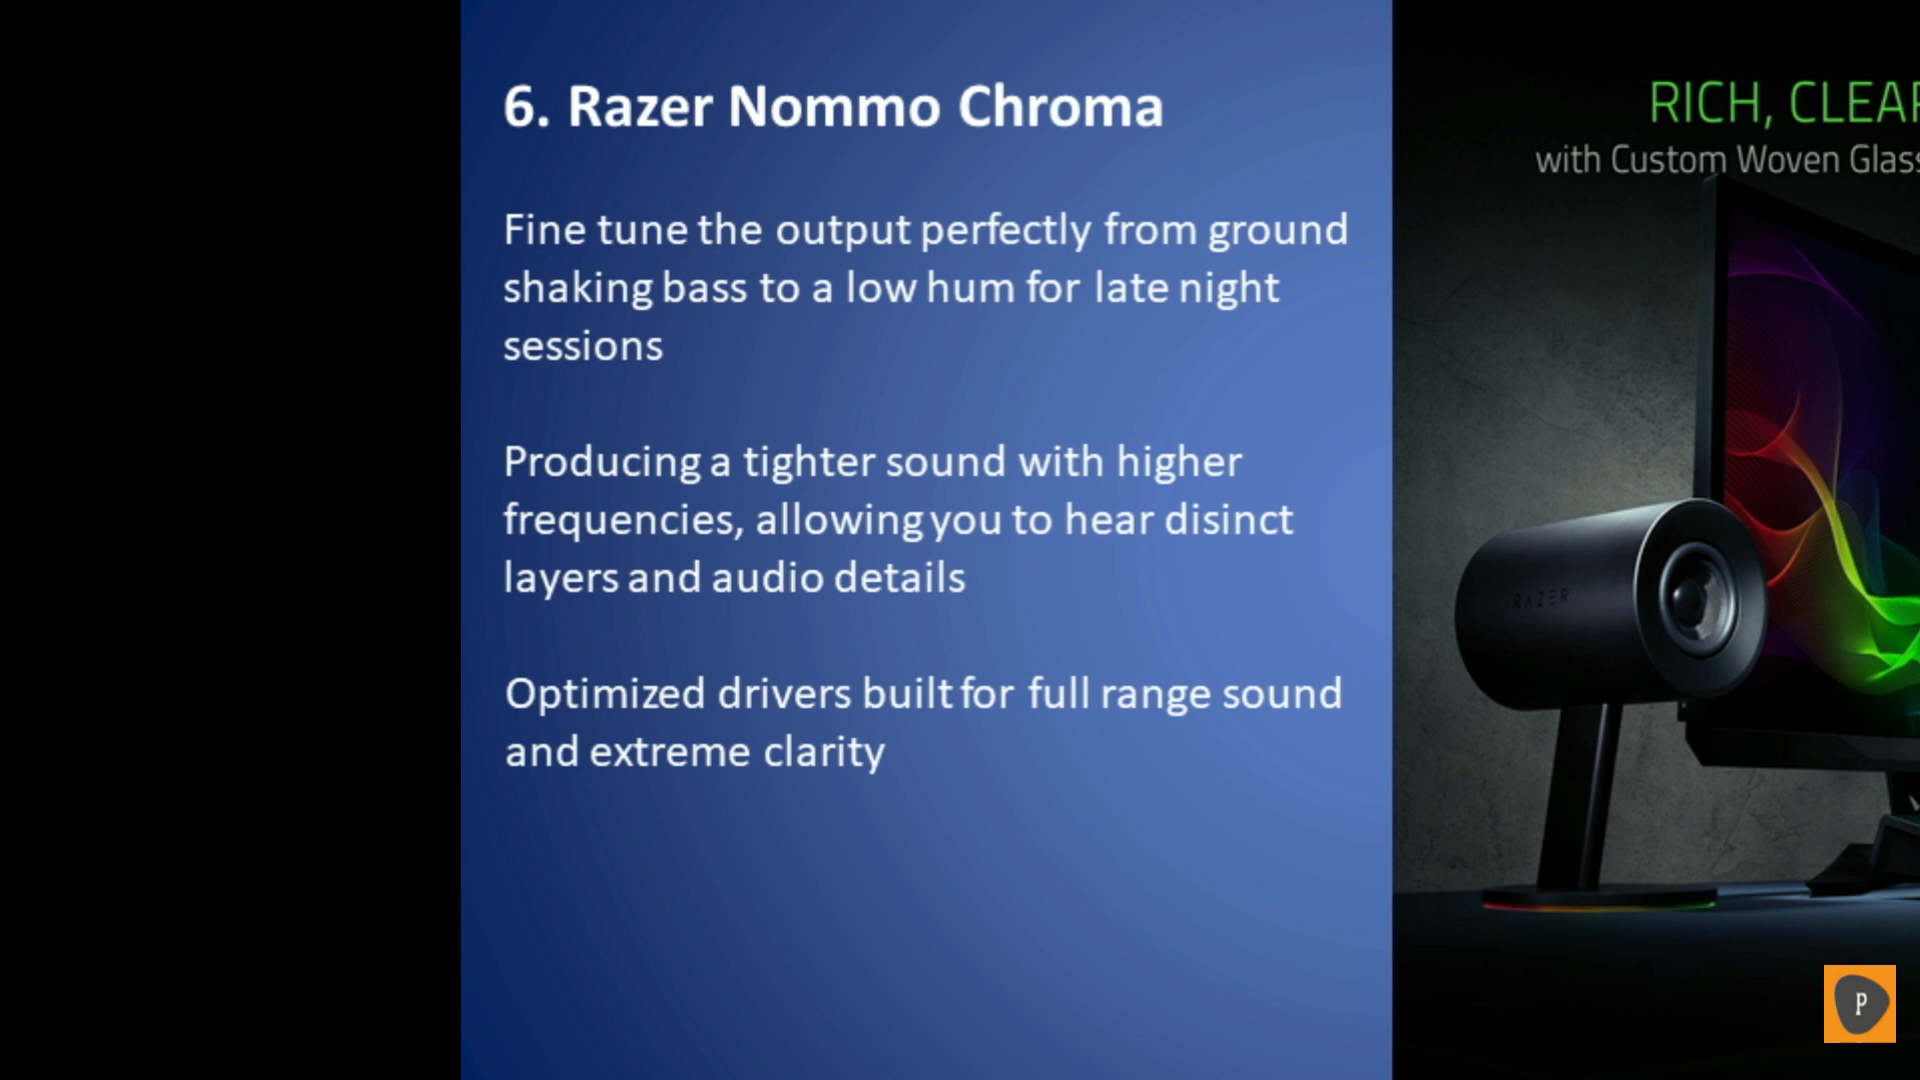 6. Razer Nommo Chroma
Fine tune the output perfectly from ground
shaking bass to a low hum for late night
sessions
Producing a tighter sound with higher
frequencies, allowing you to hear disinct
layers and audio details
Optimized drivers built for full range sound
and extreme clarity
RICH, CLEAR
with Custom Woven Glass
RAZER
P